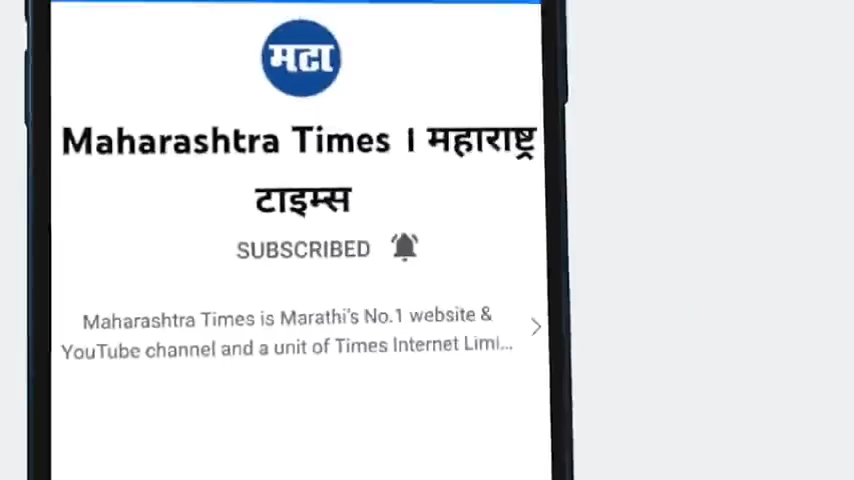 मटा
Maharashtra Times । महाराष्ट्र
टाइम्स
SUBSCRIBED
Maharashtra Times is Marathi's No.1 website &
YouTube channel and a unit of Times Internet Limi...